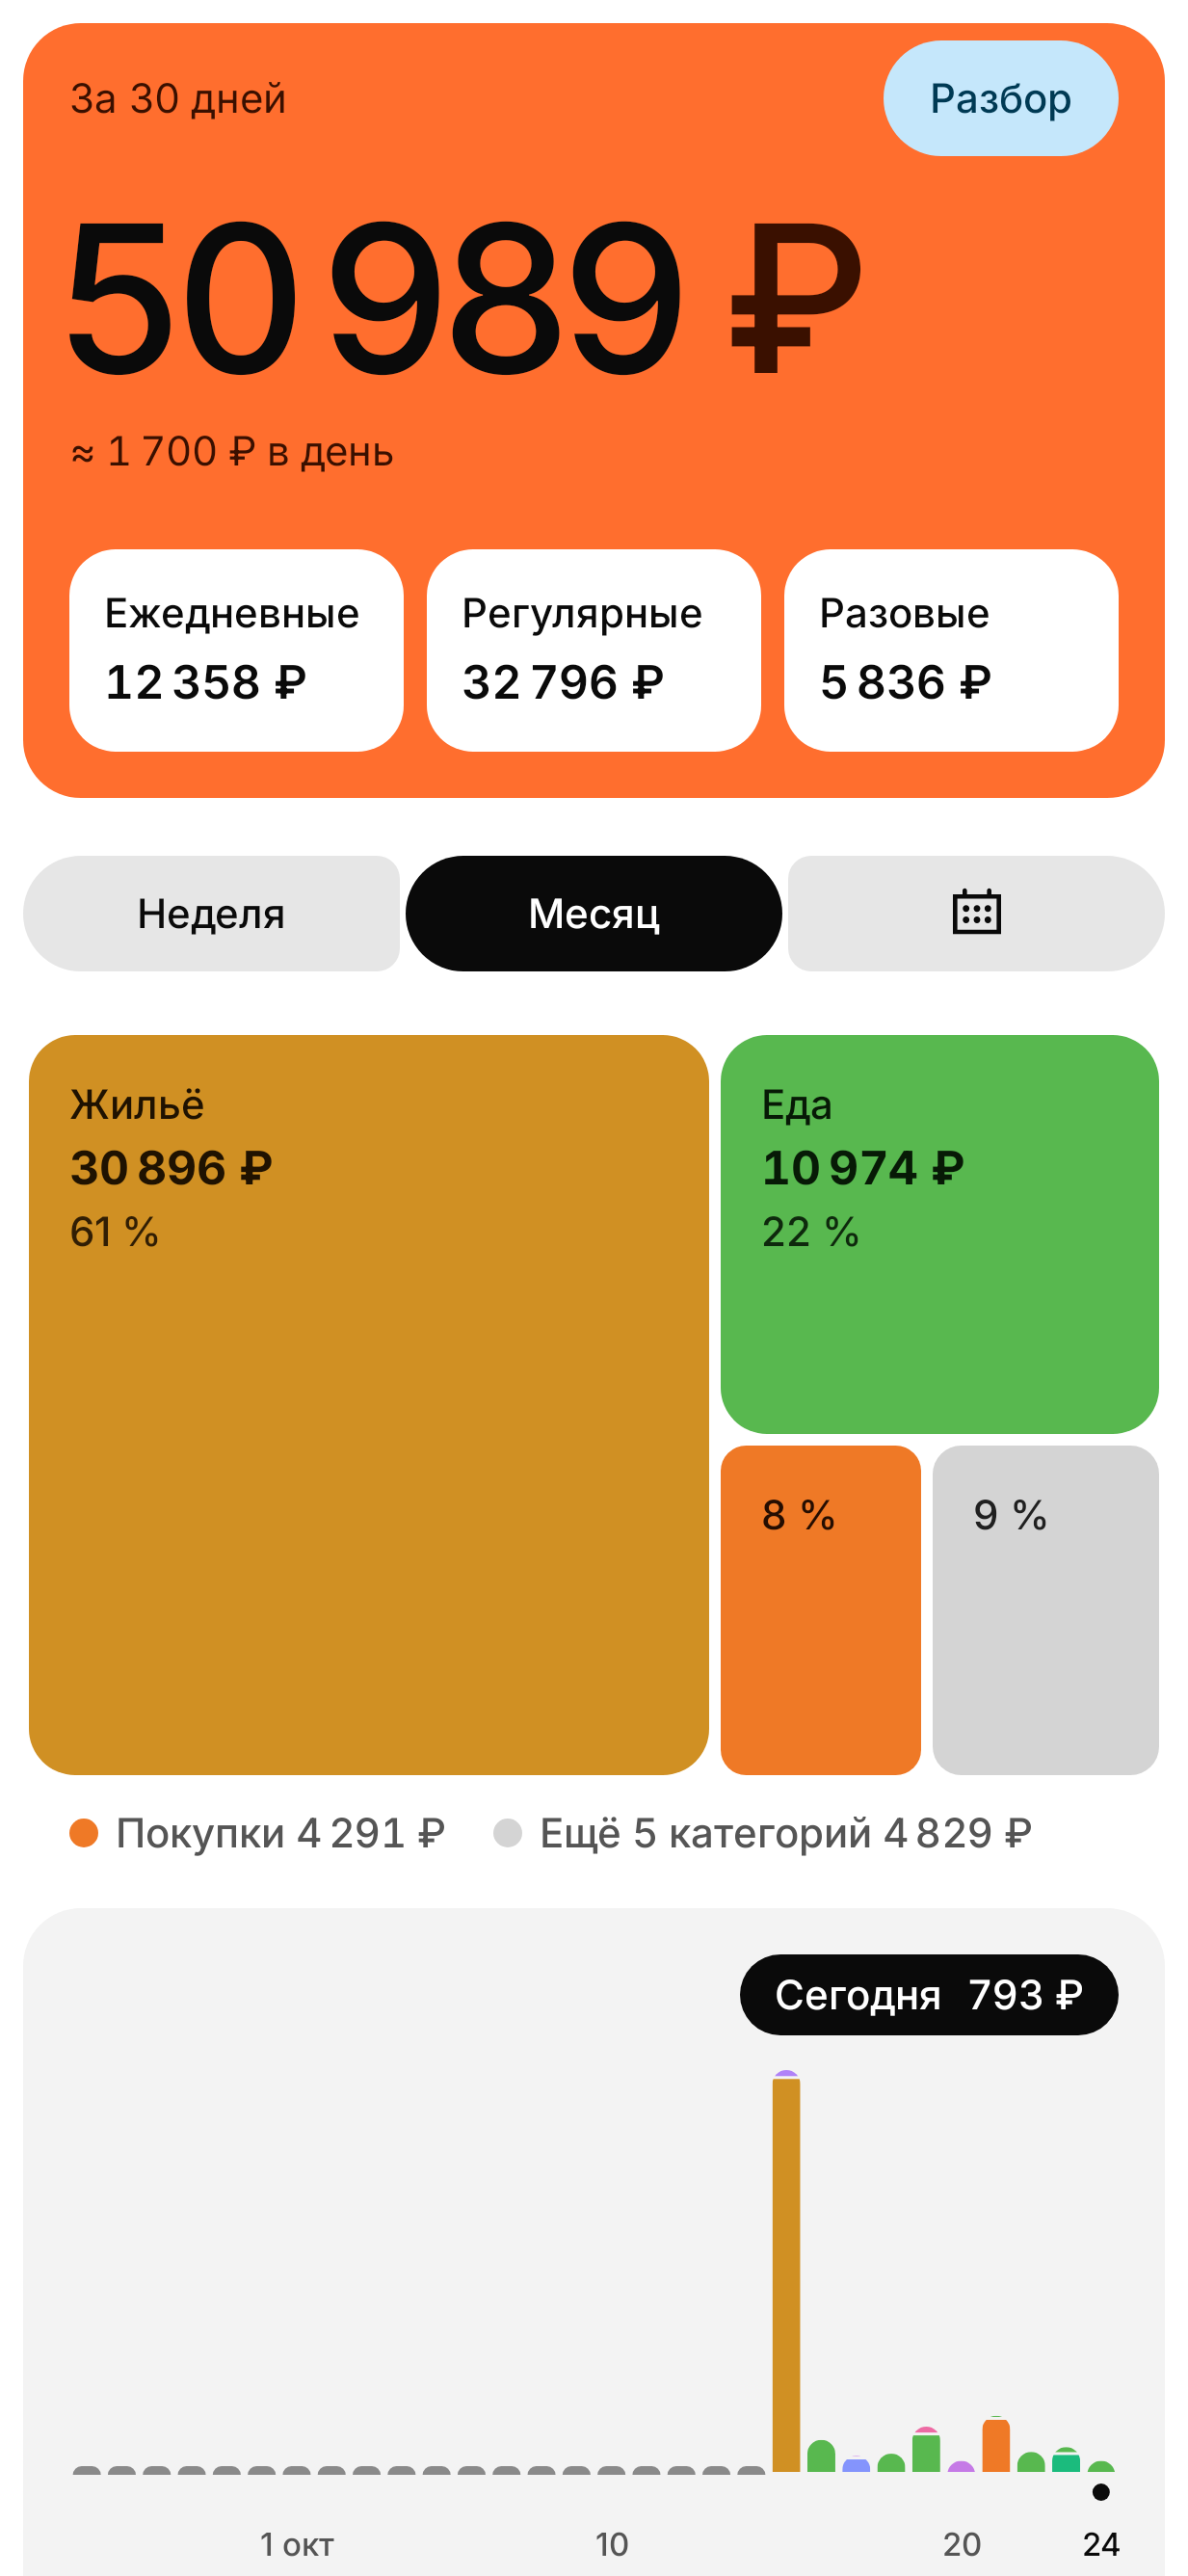 За 30 дней
Разбор
50 989 ₽
≈ 1 700 ₽ в день
Ежедневные
12 358 ₽
Регулярные
32 796 ₽
Разовые
5 836 ₽
Неделя
Месяц
Жильё
30 896 ₽
61 %
Еда
10 974 ₽
22 %
8 %
9 %
Покупки 4 291 ₽
Ещё 5 категорий 4 829 ₽
Сегодня 793 ₽
1 окт
10
20
24